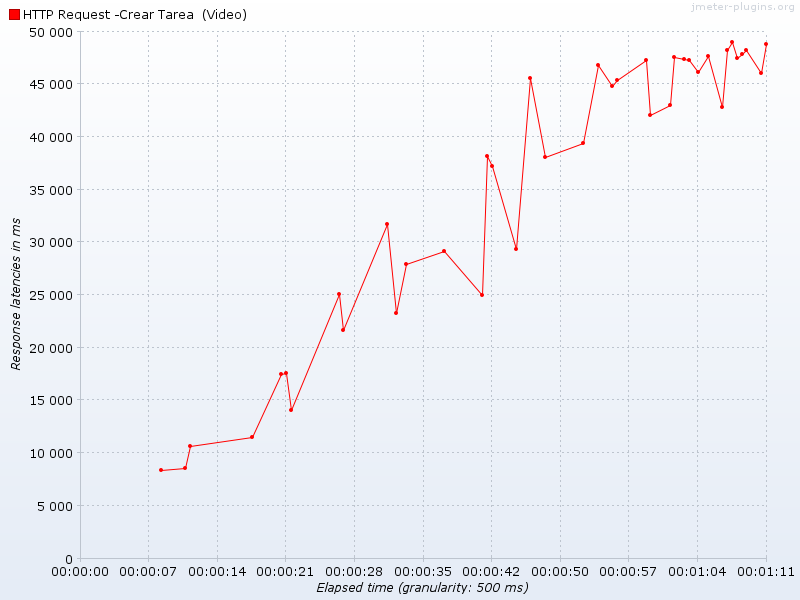 jmeter-plugins.org
HTTP Request -Crear Tarea  (Video)
50 000
45 000
40 000
35 000
30 000
25 000
20 000
15 000
10 000
5 000
0
Response latencies in ms
00:00:00 00:00:07 00:00:14 00:00:21 00:00:28 00:00:35 00:00:42 00:00:50 00:00:57 00:01:04 00:01:11
Elapsed time (granularity: 500 ms)